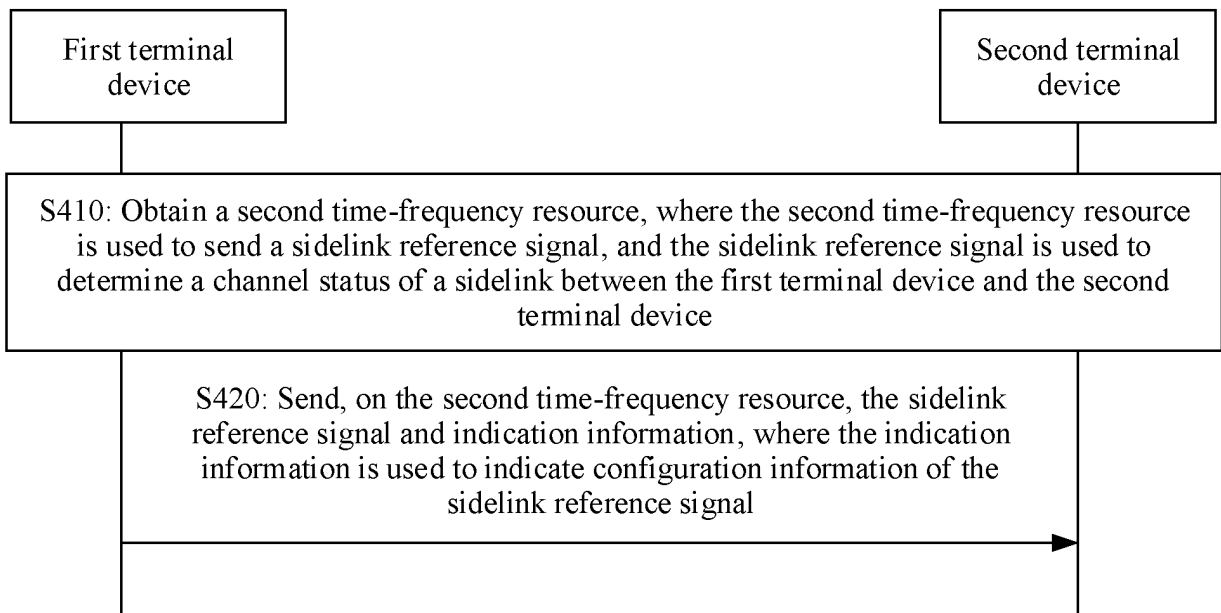 First terminal
device
Second terminal
device
S410: Obtain a second time-frequency resource, where the second time-frequency resource
is used to send a sidelink reference signal, and the sidelink reference signal is used to
determine a channel status of a sidelink between the first terminal device and the second
terminal device
S420: Send, on the second time-frequency resource, the sidelink
reference signal and indication information, where the indication
information is used to indicate configuration information of the
sidelink reference signal